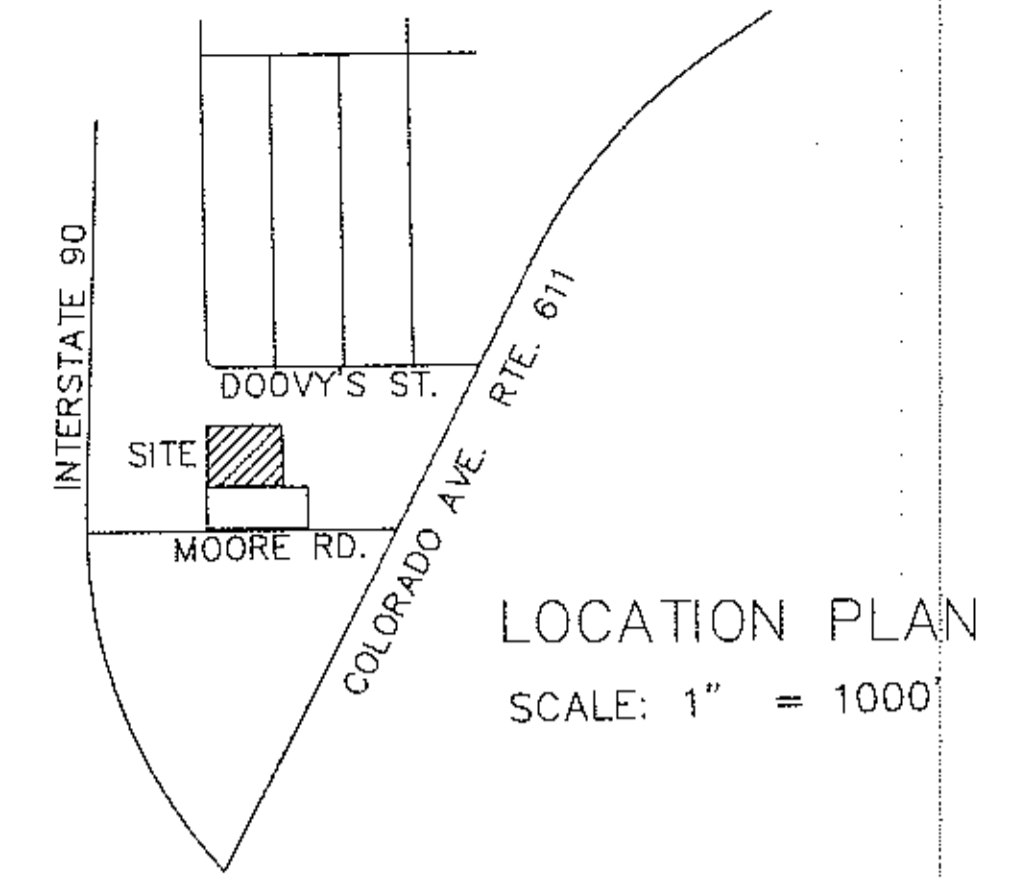 INTERSTATE 90
DOOVY'S ST.
RTE. 611
SITE
COLORADO AVE.
MOORE RD.
LOCATION PLAN
SCALE: 1" = 1000'